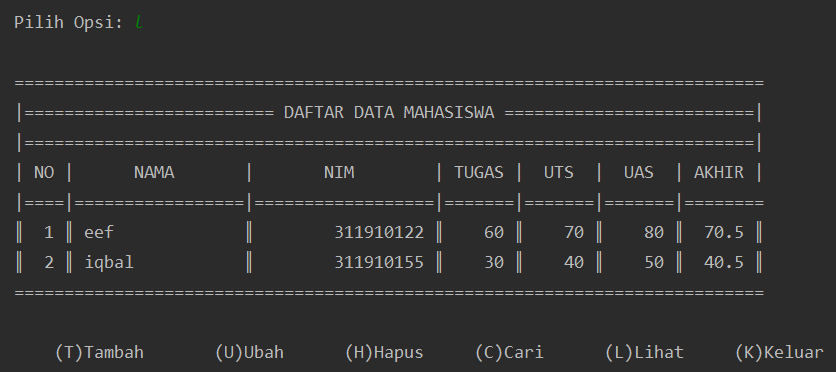 Pilih Opsi: l
===========================================================================
|========================= DAFTAR DATA MAHASISWA =========================|
|=========================================================================|
| NO |      NAMA       |       NIM        | TUGAS |  UTS  |  UAS  | AKHIR |
|====|=================|==================|=======|=======|=======|========
║  1 ║ eef             ║        311910122 ║    60 ║    70 ║    80 ║  70.5 ║
║  2 ║ iqbal           ║        311910155 ║    30 ║    40 ║    50 ║  40.5 ║
===========================================================================
(T)Tambah       (U)Ubah      (H)Hapus     (C)Cari      (L)Lihat     (K)Keluar